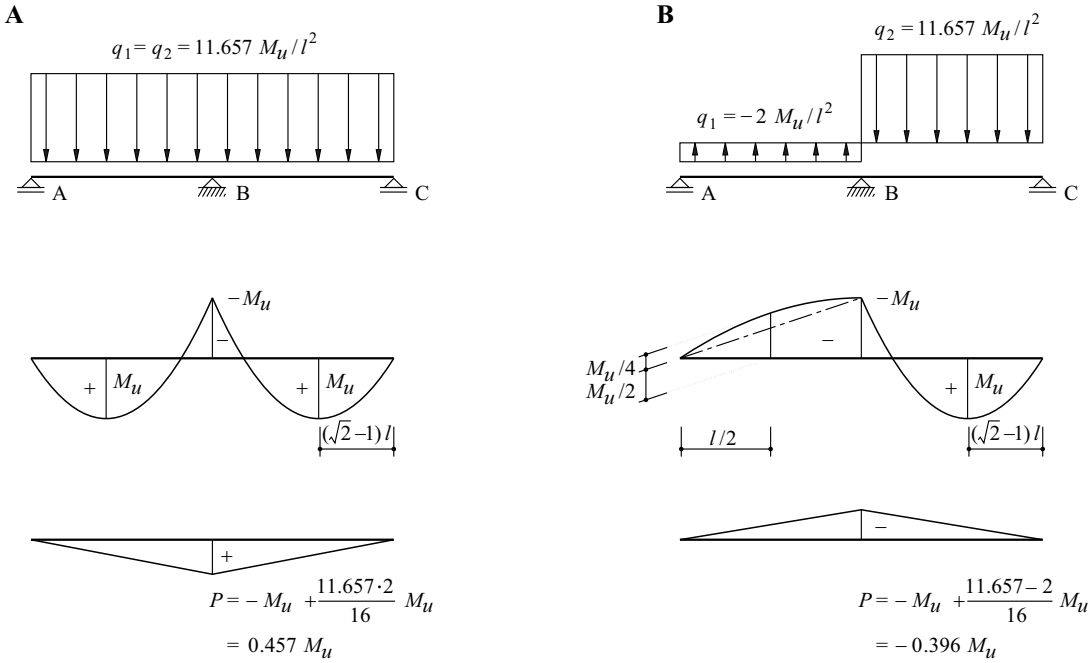 A
q₁ = q₂ = 11.657 Mᵤ/l²
A B C
−Mᵤ
−
+ Mᵤ + Mᵤ
(√2−1) l
+
P = − Mᵤ + 11.657·2/16 Mᵤ
= 0.457 Mᵤ
B
q₂ = 11.657 Mᵤ/l²
q₁ = −2 Mᵤ/l²
A B C
−Mᵤ
−
Mᵤ/4
Mᵤ/2
+ Mᵤ
l/2
(√2−1) l
−
P = − Mᵤ + 11.657−2/16 Mᵤ
= −0.396 Mᵤ